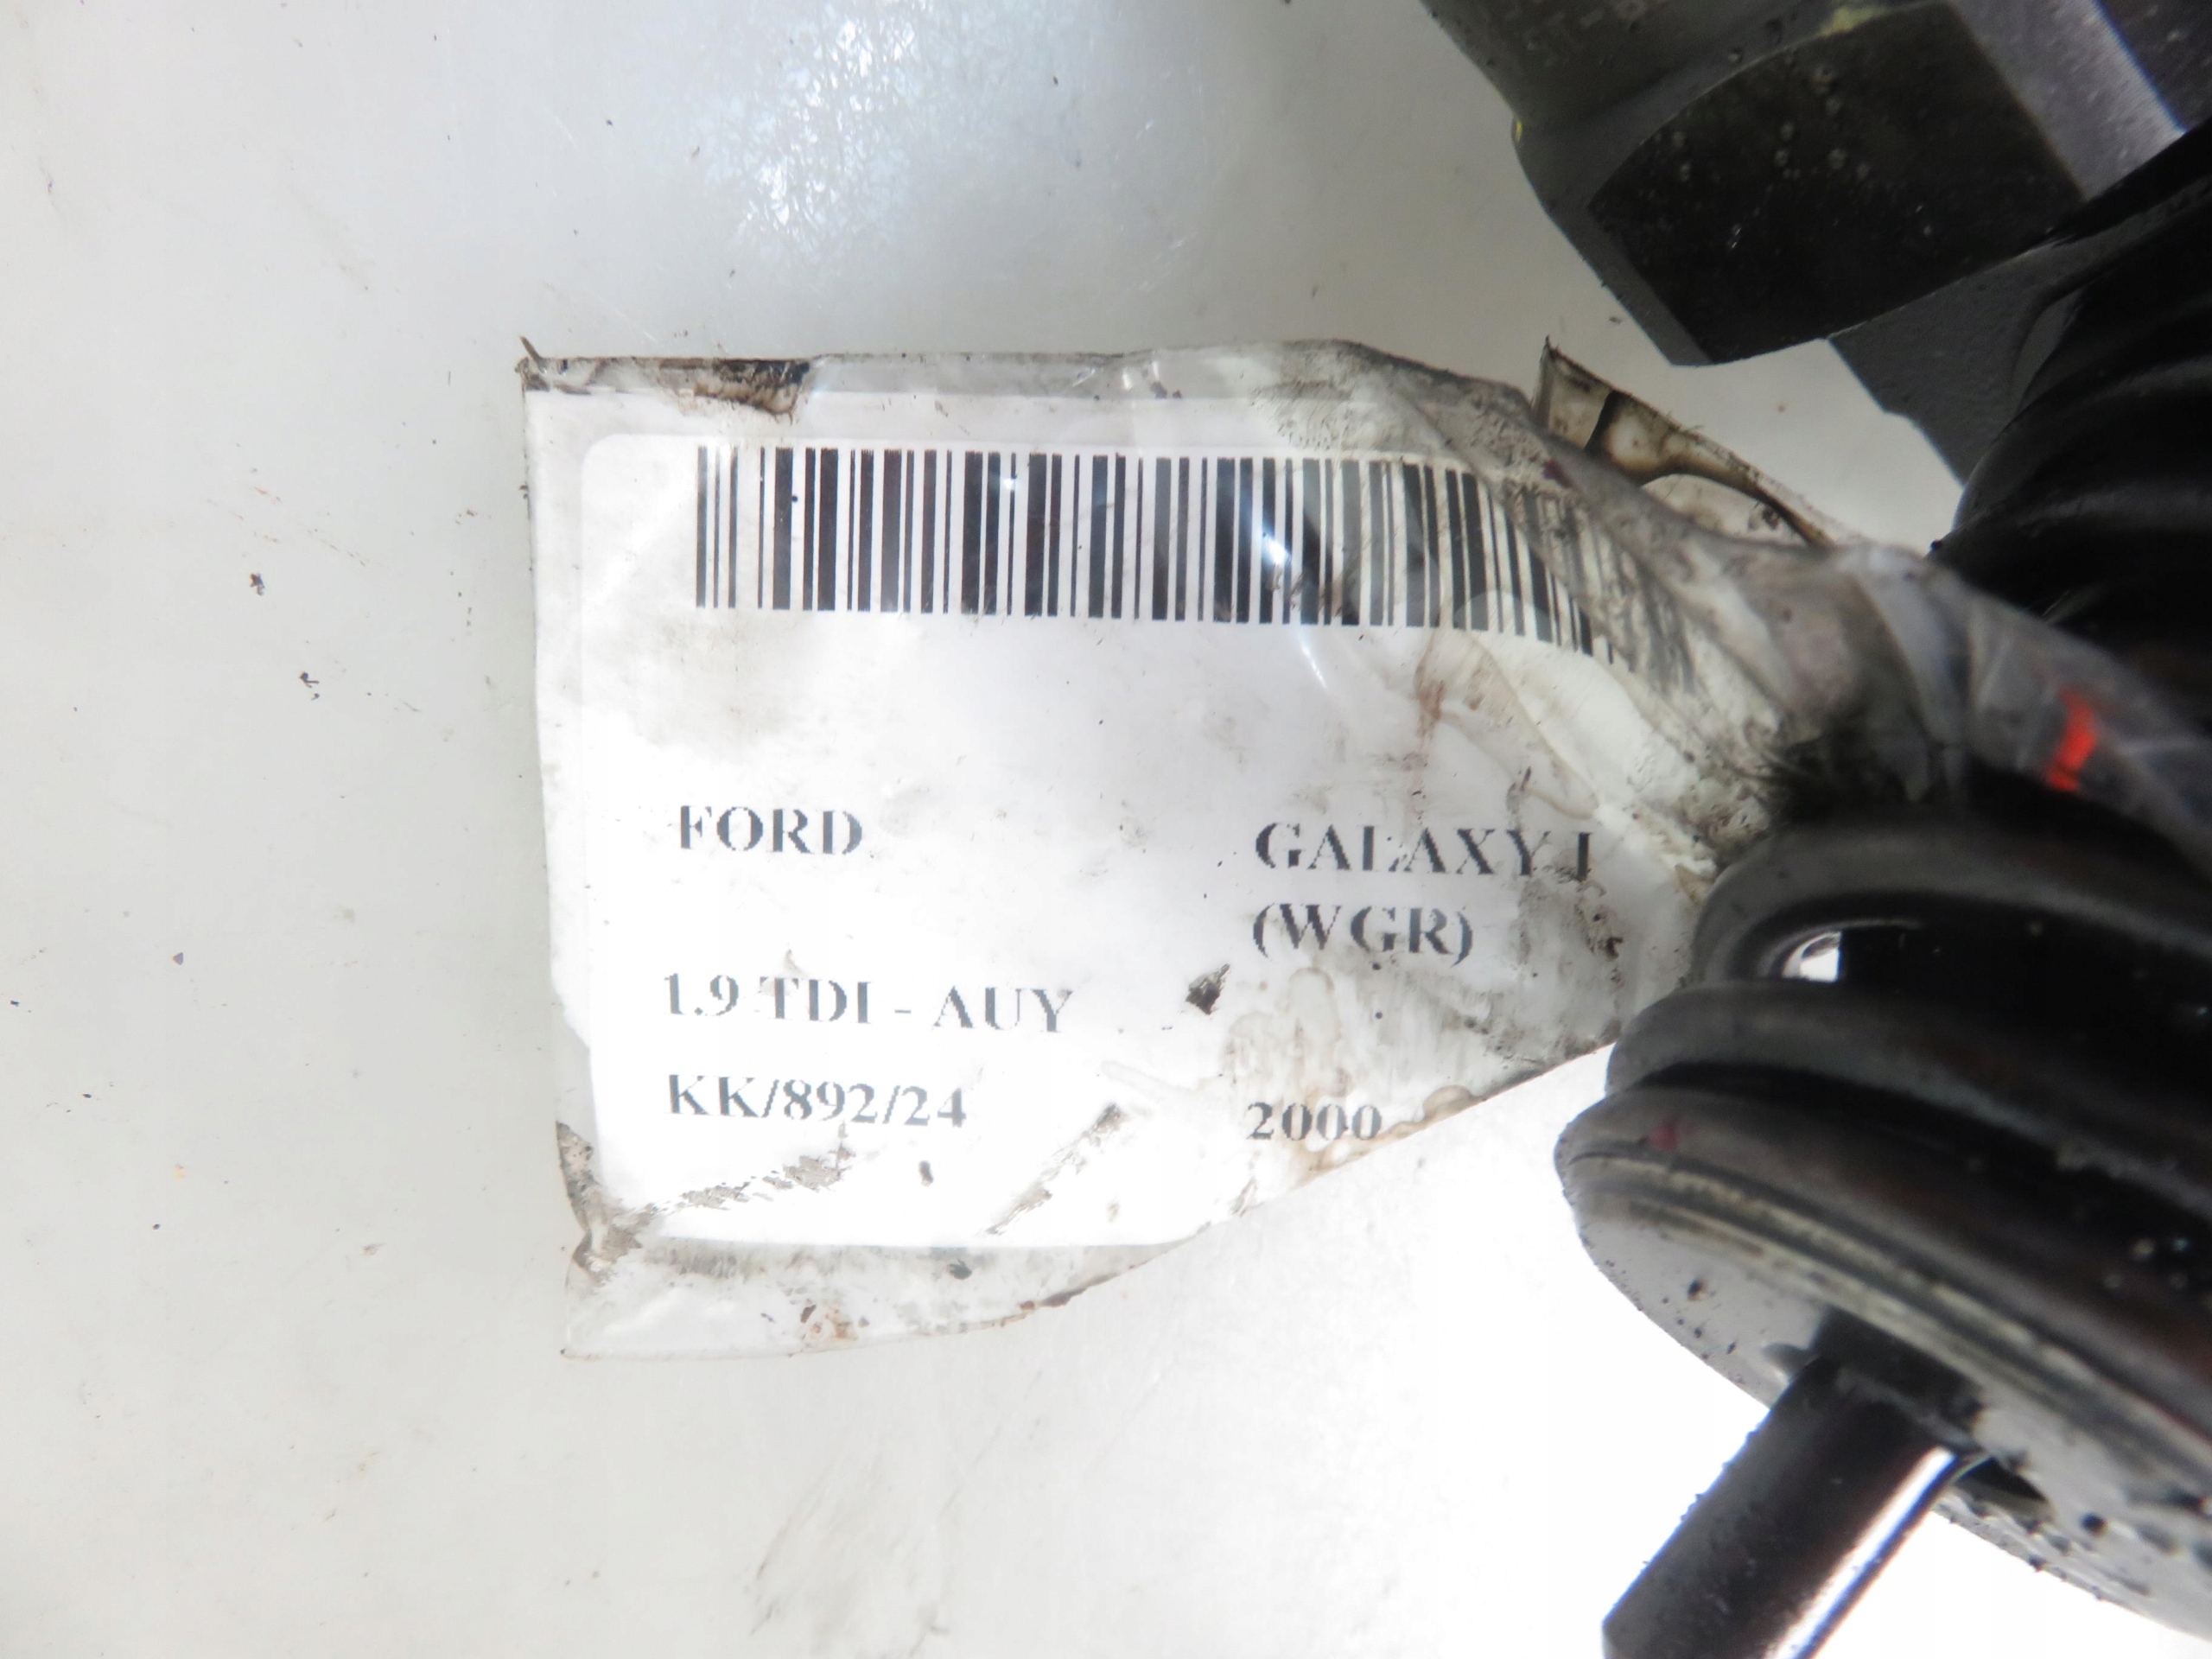 FORD
GALAXY I
(WGR)
1.9 TDI - AUY
KK/892/24
2000